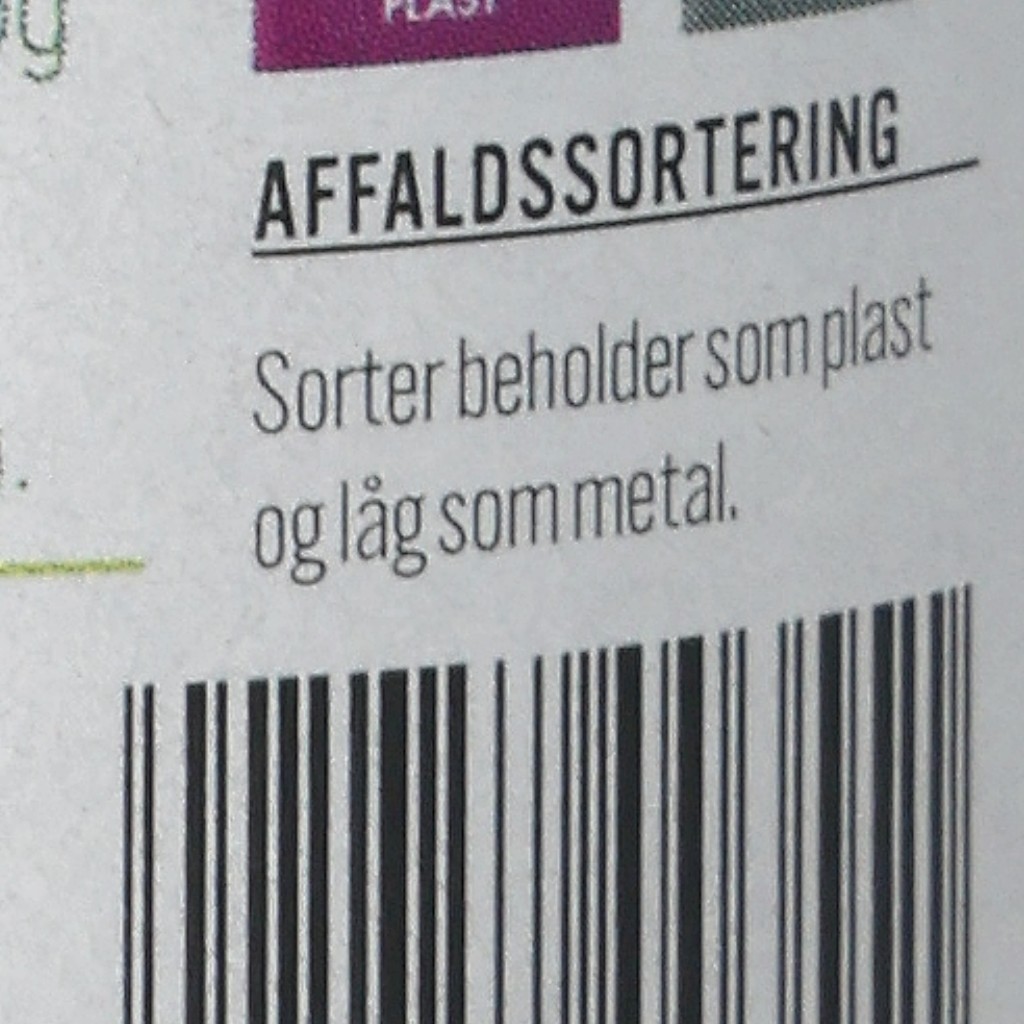 PLAST
AFFALDSSORTERING
Sorter beholder som plast
og låg som metal.